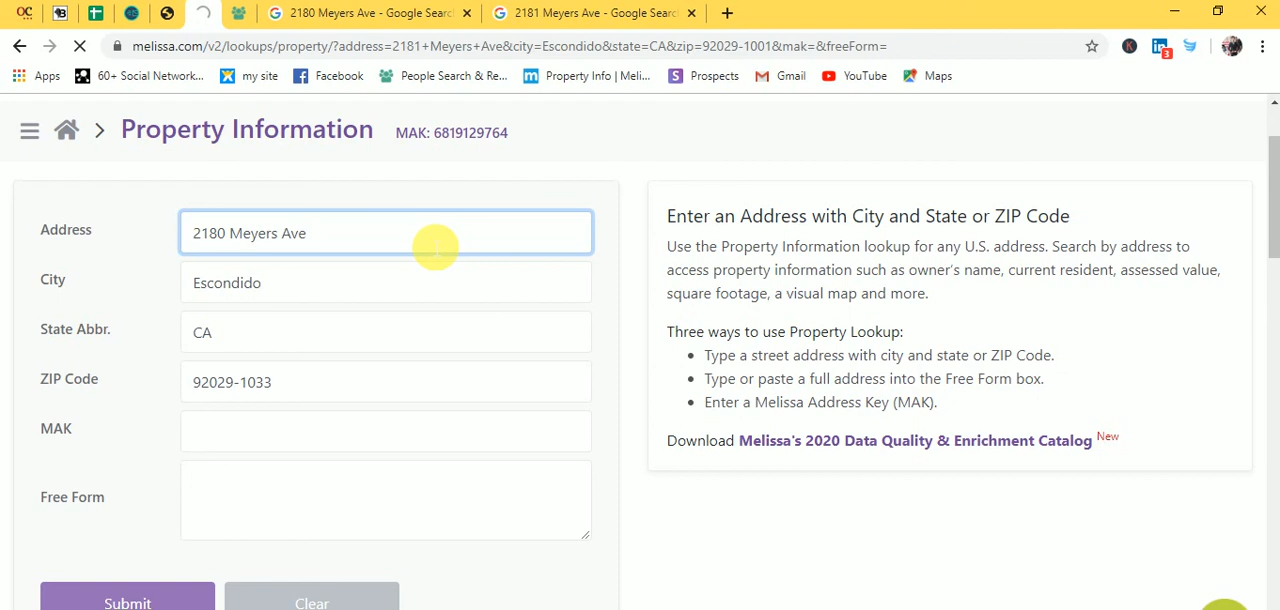 2180 Meyers Ave - Google Searc
2181 Meyers Ave - Google Searc
melissa.com/v2/lookups/property/?address=2181+Meyers+Ave&city=Escondido&state=CA&zip=92029-1001&mak=&freeForm=
3
Apps 60+ Social Network... my site Facebook People Search & Re... Property Info | Meli... Prospects Gmail YouTube Maps
Property Information MAK: 6819129764
Address 2180 Meyers Ave
City Escondido
State Abbr. CA
ZIP Code 92029-1033
MAK
Free Form
Submit Clear
Enter an Address with City and State or ZIP Code
Use the Property Information lookup for any U.S. address. Search by address to
access property information such as owner's name, current resident, assessed value,
square footage, a visual map and more.
Three ways to use Property Lookup:
Type a street address with city and state or ZIP Code.
Type or paste a full address into the Free Form box.
Enter a Melissa Address Key (MAK).
Download Melissa's 2020 Data Quality & Enrichment Catalog New